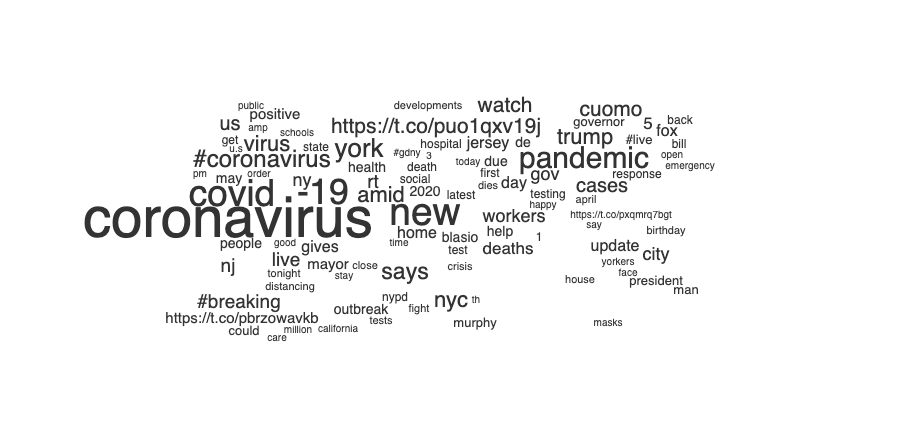 public
developments
watch
positive
cuomo
us
amp
schools
https://t.co/puo1qxv19j
governor
5
back
fox
get
u.s
virus.
state
york
hospital
jersey
de
trump
#live
bill
#coronavirus
#gdny
3
today
due
pandemic
open
emergency
health
death
first
gov
response
pm
may
order
ny
rt
social
dies
day
cases
covid
.
-19
amid
2020
latest
testing
happy
april
coronavirus
new
workers
https://t.co/pxqmrq7bgt
say
home
blasio
help
1
birthday
people
good
gives
time
test
deaths
update
city
nj
live
mayor
close
says
crisis
yorkers
tonight
stay
face
distancing
house
president
man
#breaking
nypd
nyc
th
outbreak
fight
https://t.co/pbrzowavkb
tests
murphy
masks
could
million
california
care